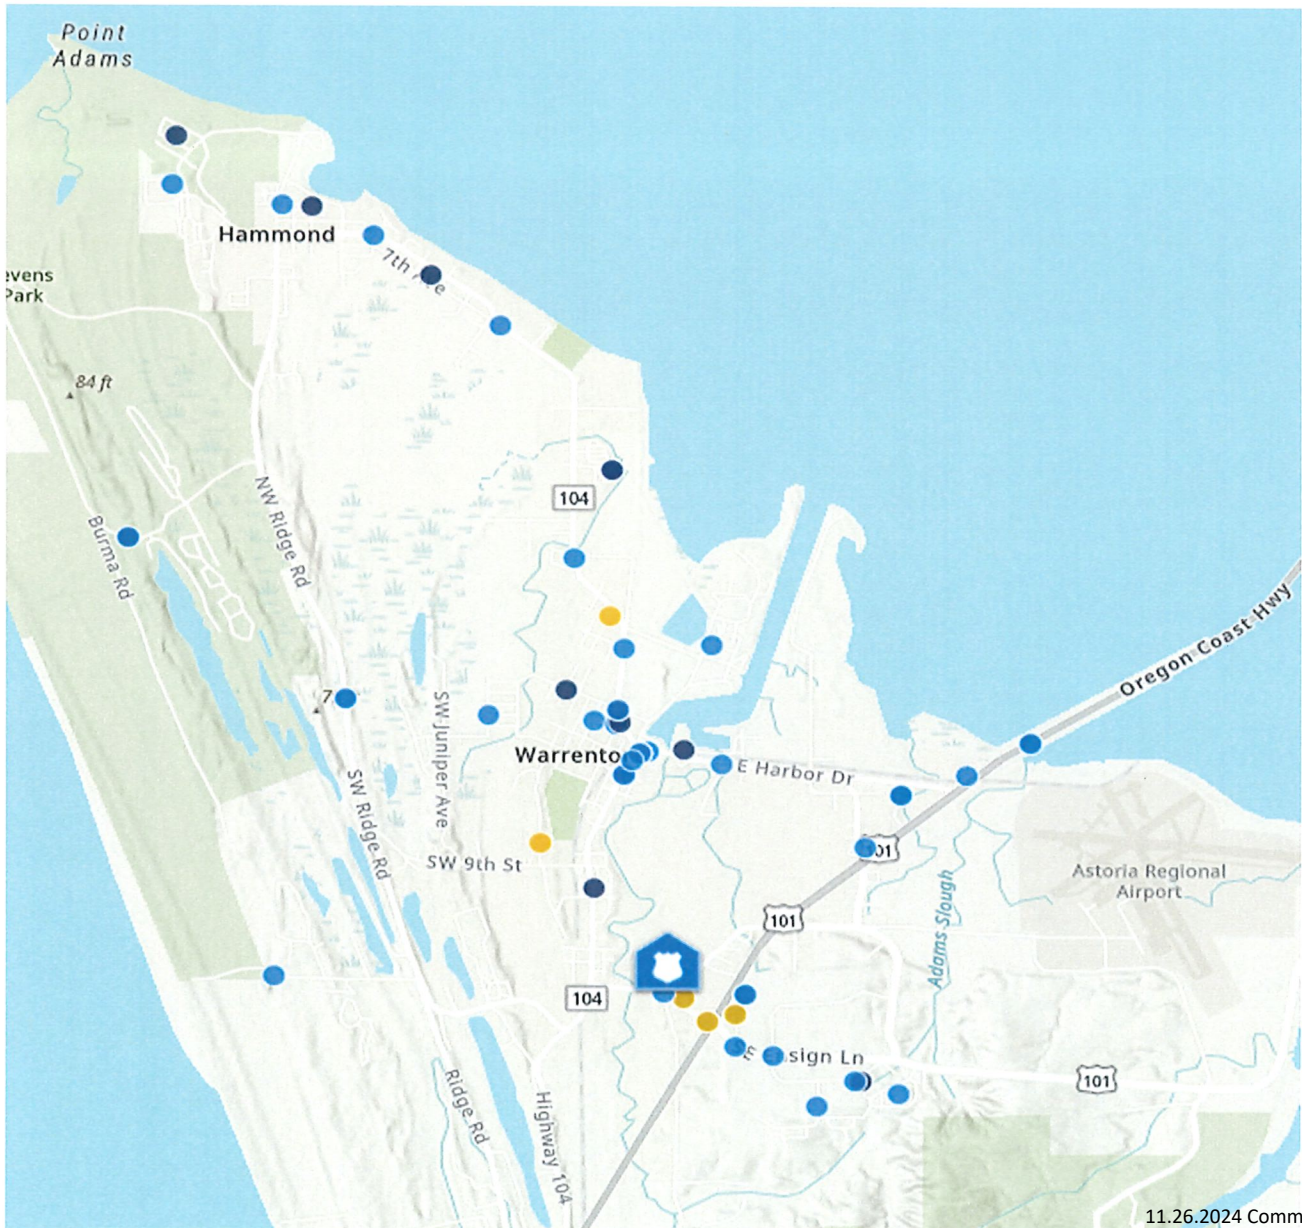 Point
Adams
Hammond
7th Ave
evens
Park
84 ft
104
NW Ridge Rd
Burma Rd
Oregon Coast Hwy
7
SW Juniper Ave
Warrento
E Harbor Dr
SW Ridge Rd
SW 9th St
101
Astoria Regional
Airport
101
Adams Slough
104
SE sign Ln
101
Ridge Rd
Highway 104
11.26.2024 Comm